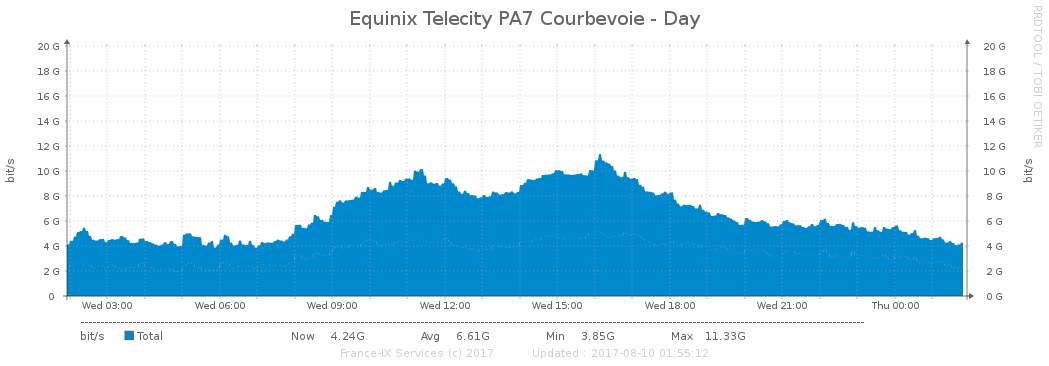 Equinix Telecity PA7 Courbevoie - Day
RRDTOOL / TOBI OETIKER
bit/s
bit/s
20 G 20 G
18 G 18 G
16 G 16 G
14 G 14 G
12 G 12 G
10 G 10 G
8 G 8 G
6 G 6 G
4 G 4 G
2 G 2 G
0 0 G
Wed 03:00 Wed 06:00 Wed 09:00 Wed 12:00 Wed 15:00 Wed 18:00 Wed 21:00 Thu 00:00
bit/s Total Now 4.24G Avg 6.61G Min 3.85G Max 11.33G
France-IX Services (c) 2017 Updated : 2017-08-10 01:55:12